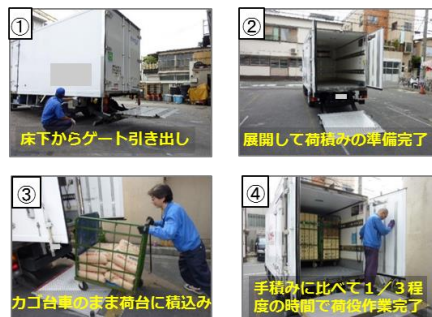 ①
床下からゲート引き出し
②
展開して荷積みの準備完了
③
カゴ台車のまま荷台に積込み
④
手積みに比べて１／３程
度の時間で荷役作業完了